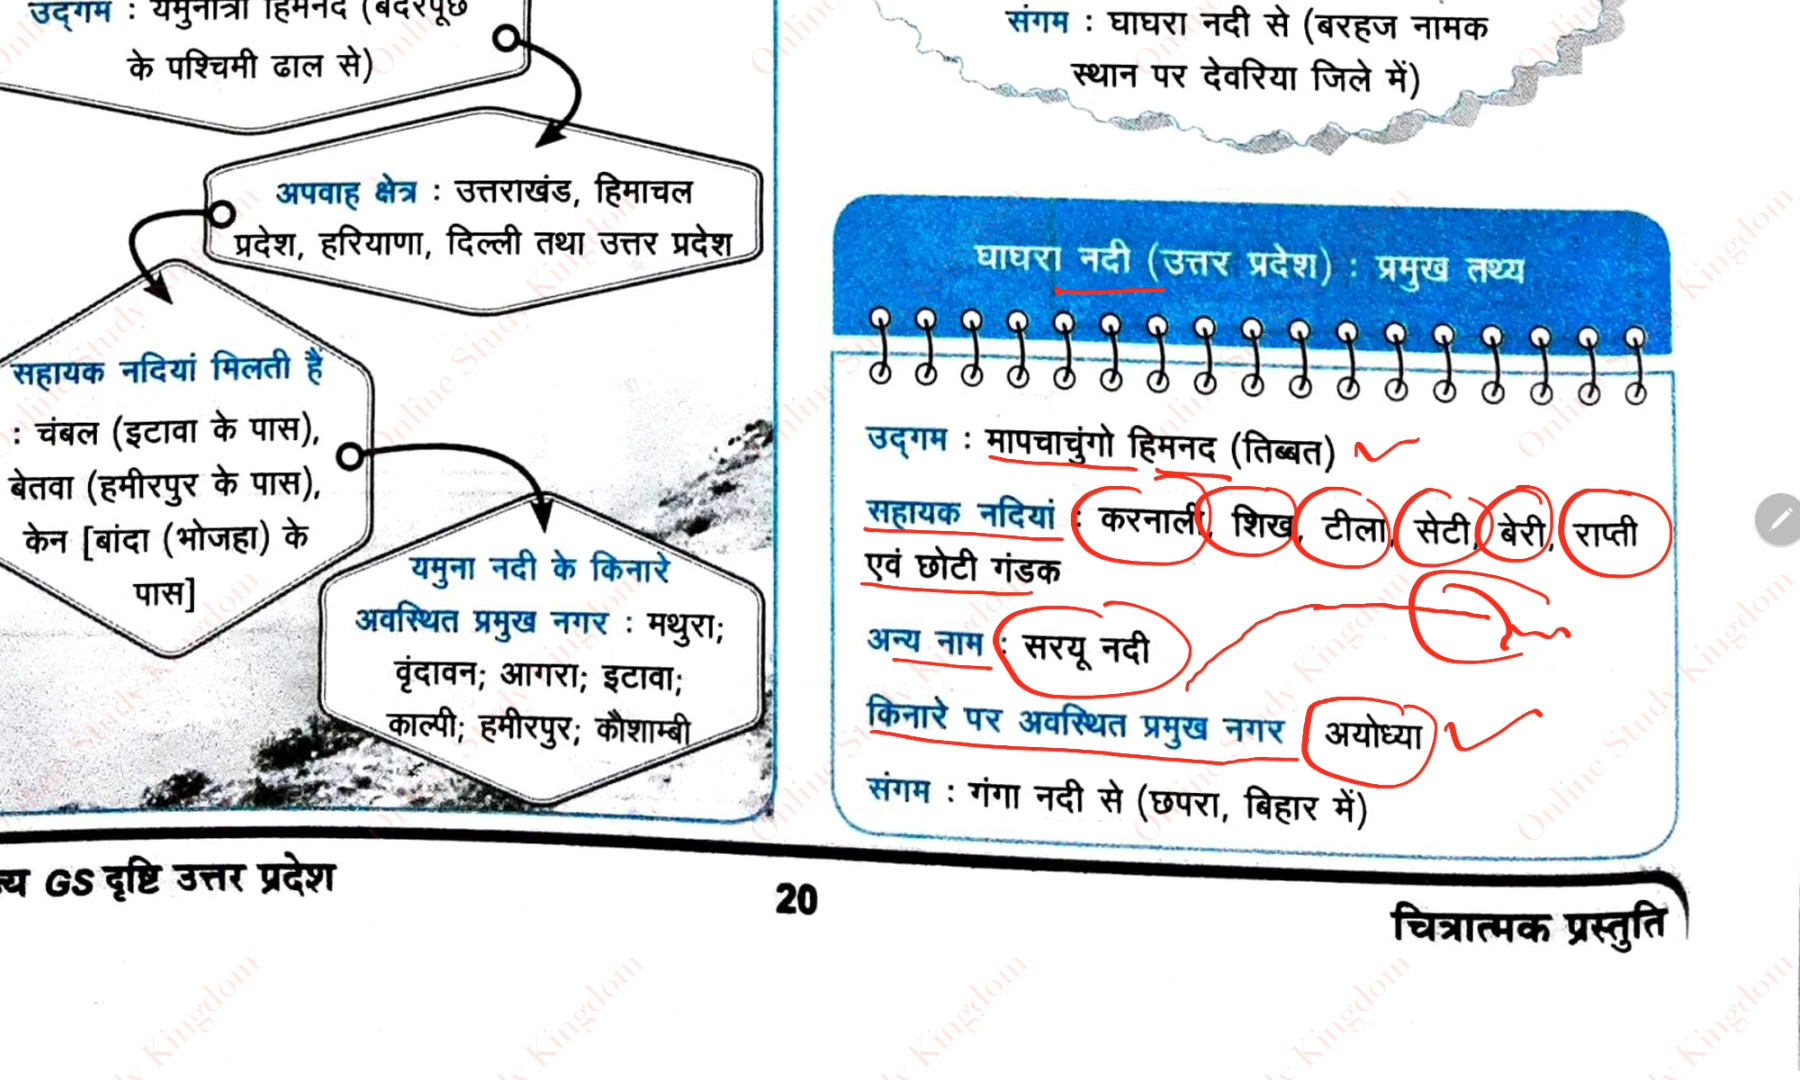 उद्गम : यमुनोत्री हिमनद (बंदरपूंछ
के पश्चिमी ढाल से)
अपवाह क्षेत्र : उत्तराखंड, हिमाचल
प्रदेश, हरियाणा, दिल्ली तथा उत्तर प्रदेश
सहायक नदियां मिलती हैं
: चंबल (इटावा के पास),
बेतवा (हमीरपुर के पास),
केन [बांदा (भोजहा) के
पास]
यमुना नदी के किनारे
अवस्थित प्रमुख नगर : मथुरा;
वृंदावन; आगरा; इटावा;
काल्पी; हमीरपुर; कौशाम्बी
संगम : घाघरा नदी से (बरहज नामक
स्थान पर देवरिया जिले में)
घाघरा नदी (उत्तर प्रदेश) : प्रमुख तथ्य
उद्गम : मापचाचुंगो हिमनद (तिब्बत)
सहायक नदियां : करनाली, शिख, टीला, सेटी, बेरी, राप्ती
एवं छोटी गंडक
अन्य नाम : सरयू नदी
किनारे पर अवस्थित प्रमुख नगर अयोध्या
संगम : गंगा नदी से (छपरा, बिहार में)
GS दृष्टि उत्तर प्रदेश
20
चित्रात्मक प्रस्तुति
Online Study Kingdom